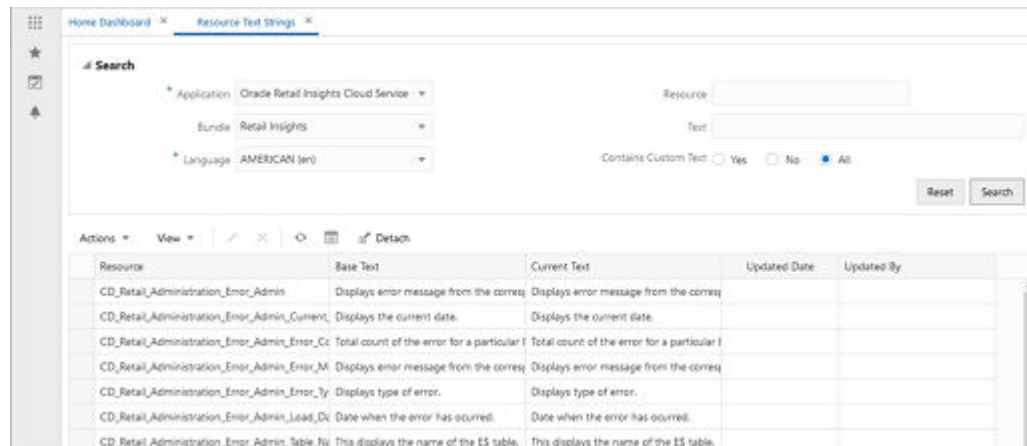 Home Dashboard × Resource Text Strings ×
Search
* Application Oracle Retail Insights Cloud Service Resource
Bundle Retail Insights Text
* Language AMERICAN (en) Contains Custom Text Yes No All
Reset Search
Actions View Detach
Resource Base Text Current Text Updated Date Updated By
CD_Retail_Administration_Error_Admin Displays error message from the corresp Displays error message from the corresp
CD_Retail_Administration_Error_Admin_Current_ Displays the current date. Displays the current date.
CD_Retail_Administration_Error_Admin_Error_Co Total count of the error for a particular Total count of the error for a particular
CD_Retail_Administration_Error_Admin_Error_M Displays error message from the corresp Displays error message from the corresp
CD_Retail_Administration_Error_Admin_Error_Ty Displays type of error. Displays type of error.
CD_Retail_Administration_Error_Admin_Load_Da Date when the error has ocurred. Date when the error has ocurred.
CD_Retail_Administration_Error_Admin_Table_Na This displays the name of the E$ table. This displays the name of the E$ table.